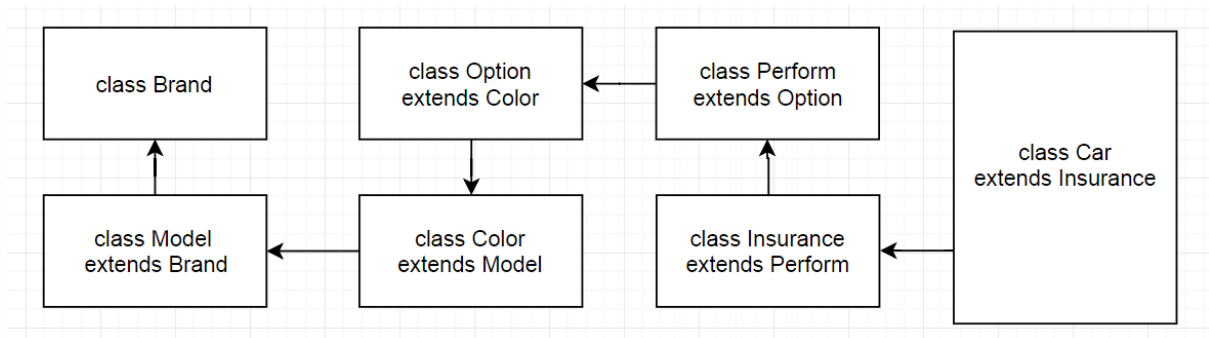 class Brand
class Option
extends Color
class Perform
extends Option
class Car
extends Insurance
class Model
extends Brand
class Color
extends Model
class Insurance
extends Perform